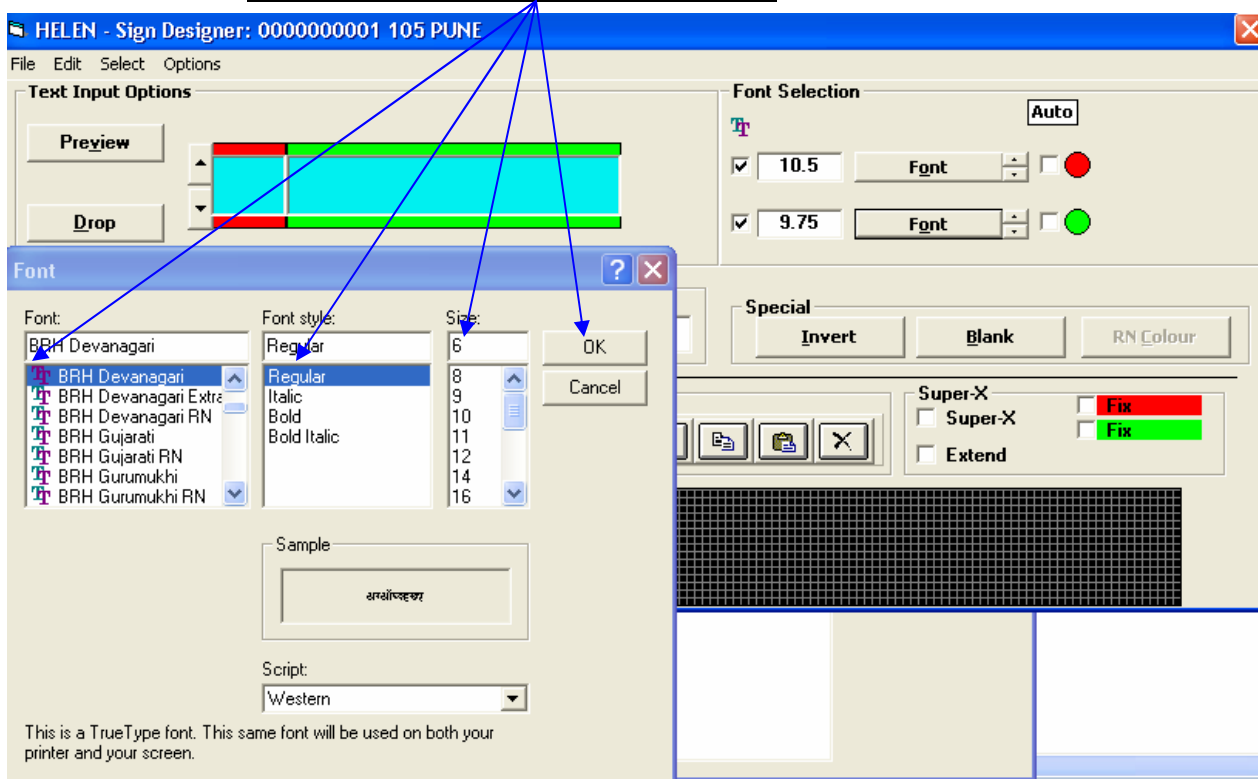 HELEN - Sign Designer: 0000000001 105 PUNE
File Edit Select Options
Text Input Options
Font Selection
Auto
Preview
10.5
Font
Drop
9.75
Font
Font
Font:
Font style:
Size:
BRH Devanagari
Regular
6
OK
Cancel
BRH Devanagari
BRH Devanagari Extra
BRH Devanagari RN
BRH Gujarati
BRH Gujarati RN
BRH Gurumukhi
BRH Gurumukhi RN
Regular
Italic
Bold
Bold Italic
8
9
10
11
12
14
16
Special
Invert
Blank
RN Colour
Super-X
Super-X
Extend
Fix
Fix
Sample
Script:
Western
This is a TrueType font. This same font will be used on both your
printer and your screen.